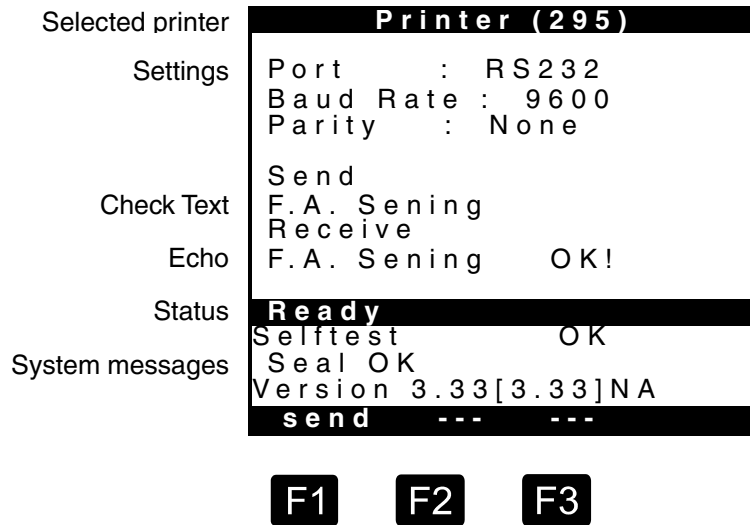 Selected printer Printer (295)
Settings Port : RS232
Baud Rate : 9600
Parity : None
Send
Check Text F.A. Sening
Receive
Echo F.A. Sening OK!
Status Ready
Selftest OK
System messages Seal OK
Version 3.33[3.33]NA
send --- ---
F1 F2 F3